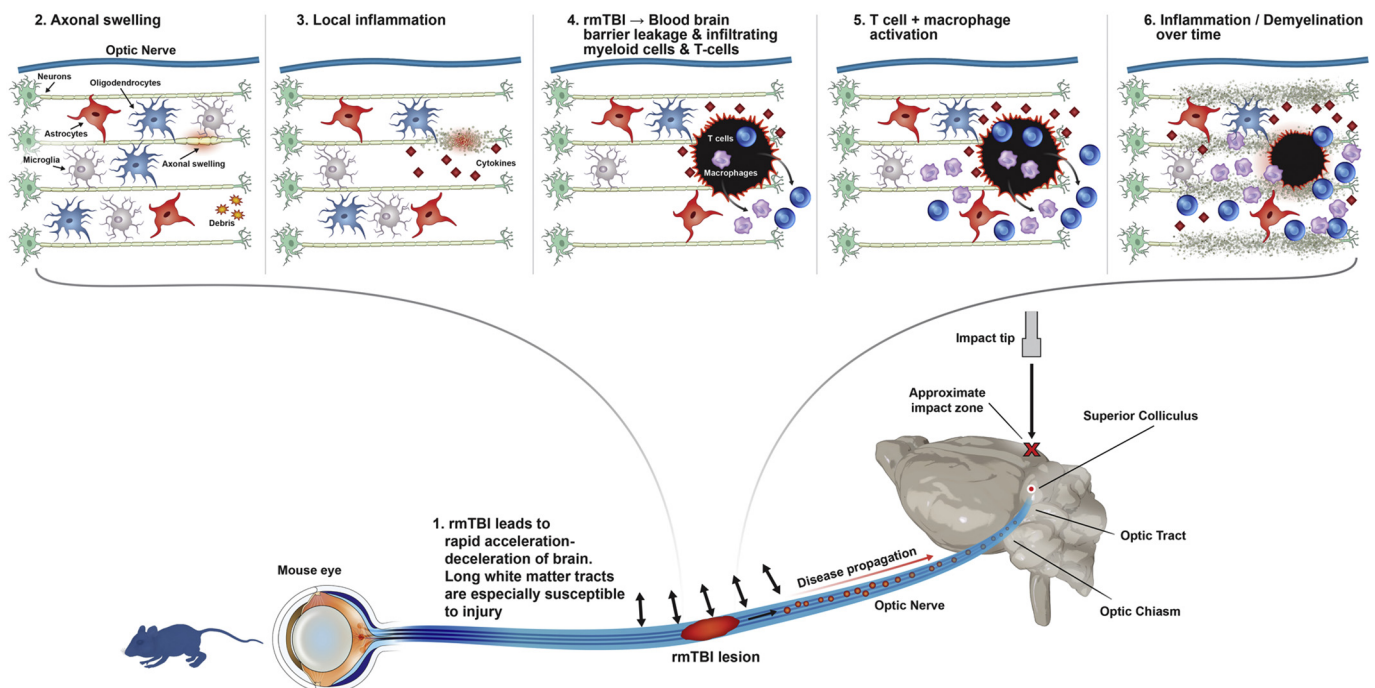 2. Axonal swelling
Optic Nerve
Neurons
Oligodendrocytes
Astrocytes
Microglia
Axonal swelling
Debris
3. Local inflammation
Cytokines
4. rmTBI → Blood brain
barrier leakage & infiltrating
myeloid cells & T-cells
T cells
Macrophages
5. T cell + macrophage
activation
6. Inflammation / Demyelination
over time
Impact tip
Approximate
impact zone
Superior Colliculus
Optic Tract
Optic Chiasm
1. rmTBI leads to
rapid acceleration-
deceleration of brain.
Long white matter tracts
are especially susceptible
to injury
Mouse eye
Disease propagation
Optic Nerve
rmTBI lesion